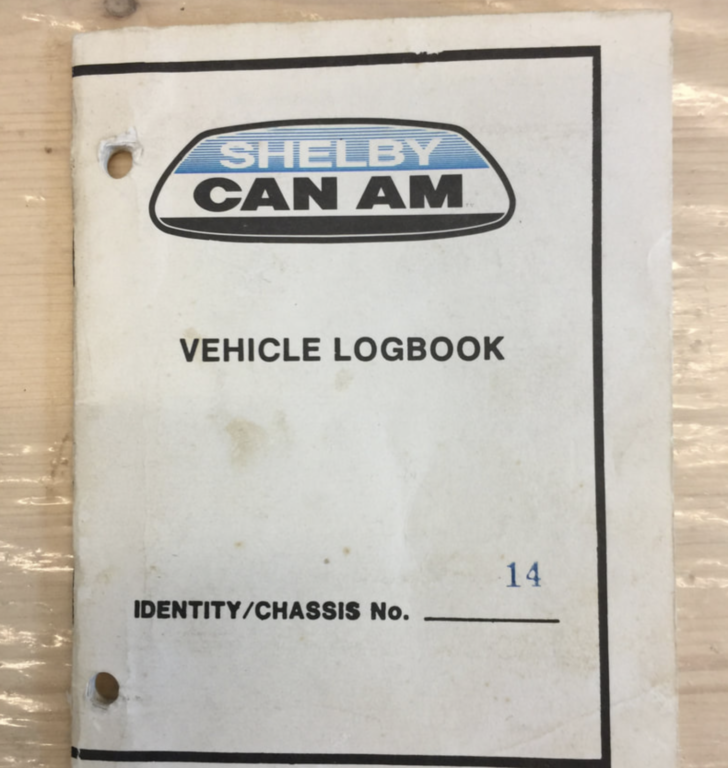 SHELBY
CAN AM
VEHICLE LOGBOOK
14
IDENTITY/CHASSIS No.